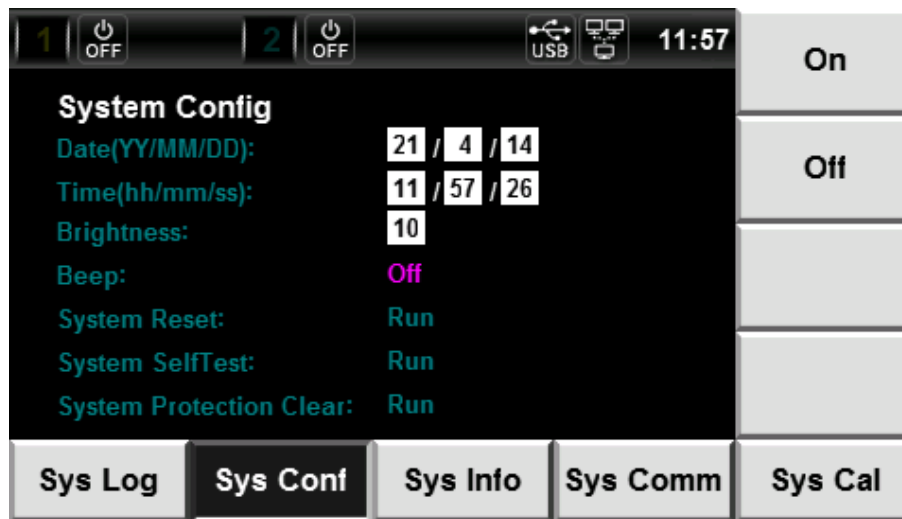 1 OFF 2 OFF USB 11:57
On
System Config
Date(YY/MM/DD): 21 / 4 / 14
Off
Time(hh/mm/ss): 11 / 57 / 26
Brightness: 10
Beep: Off
System Reset: Run
System SelfTest: Run
System Protection Clear: Run
Sys Log Sys Conf Sys Info Sys Comm Sys Cal